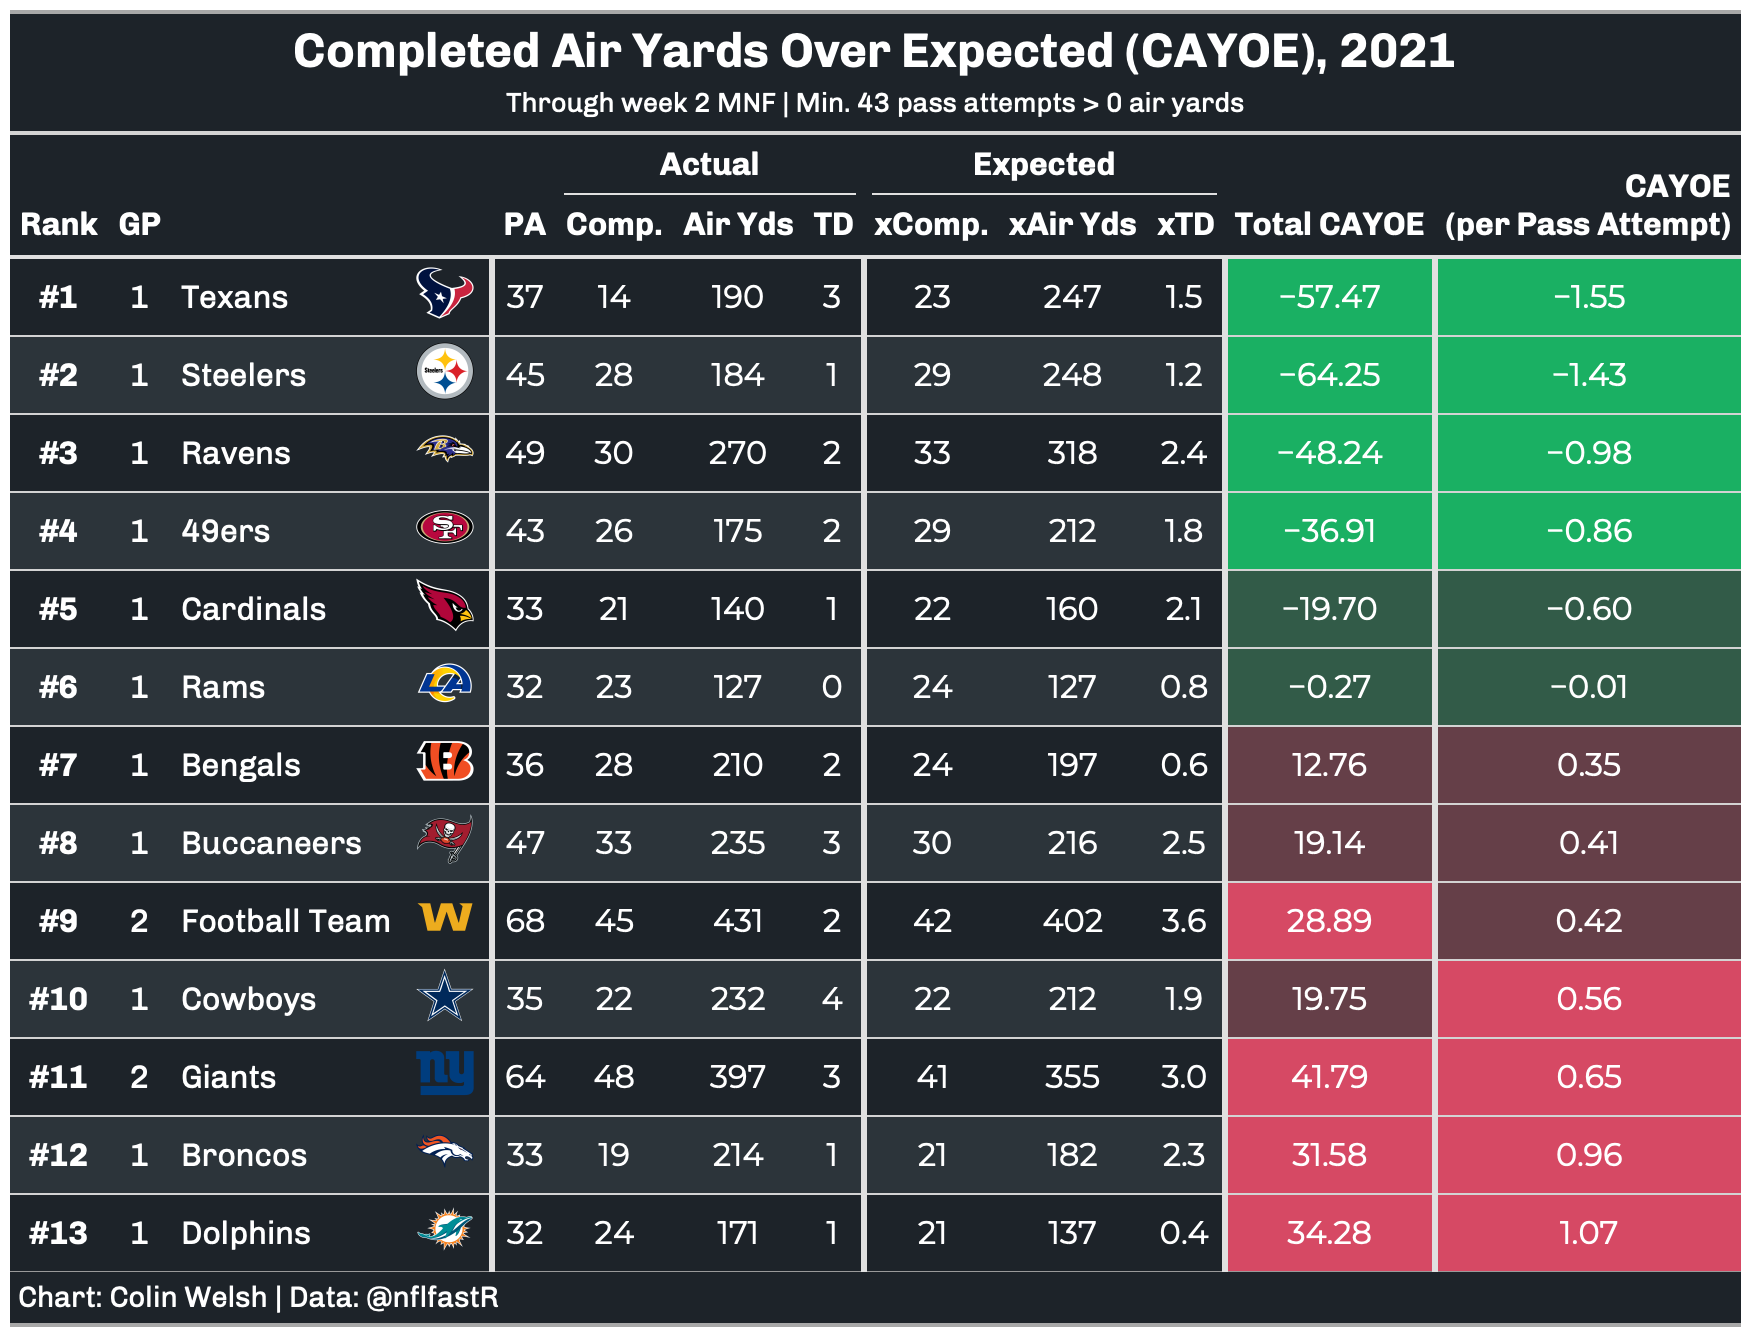 Completed Air Yards Over Expected (CAYOE), 2021
Through week 2 MNF | Min. 43 pass attempts > 0 air yards
Actual Expected
Rank GP PA Comp. Air Yds TD xComp. xAir Yds xTD Total CAYOE CAYOE (per Pass Attempt)
#1 1 Texans 37 14 190 3 23 247 1.5 −57.47 −1.55
#2 1 Steelers Steelers 45 28 184 1 29 248 1.2 −64.25 −1.43
#3 1 Ravens B 49 30 270 2 33 318 2.4 −48.24 −0.98
#4 1 49ers SF 43 26 175 2 29 212 1.8 −36.91 −0.86
#5 1 Cardinals 33 21 140 1 22 160 2.1 −19.70 −0.60
#6 1 Rams LA 32 23 127 0 24 127 0.8 −0.27 −0.01
#7 1 Bengals B 36 28 210 2 24 197 0.6 12.76 0.35
#8 1 Buccaneers 47 33 235 3 30 216 2.5 19.14 0.41
#9 2 Football Team W 68 45 431 2 42 402 3.6 28.89 0.42
#10 1 Cowboys 35 22 232 4 22 212 1.9 19.75 0.56
#11 2 Giants ny 64 48 397 3 41 355 3.0 41.79 0.65
#12 1 Broncos 33 19 214 1 21 182 2.3 31.58 0.96
#13 1 Dolphins 32 24 171 1 21 137 0.4 34.28 1.07
Chart: Colin Welsh | Data: @nflfastR